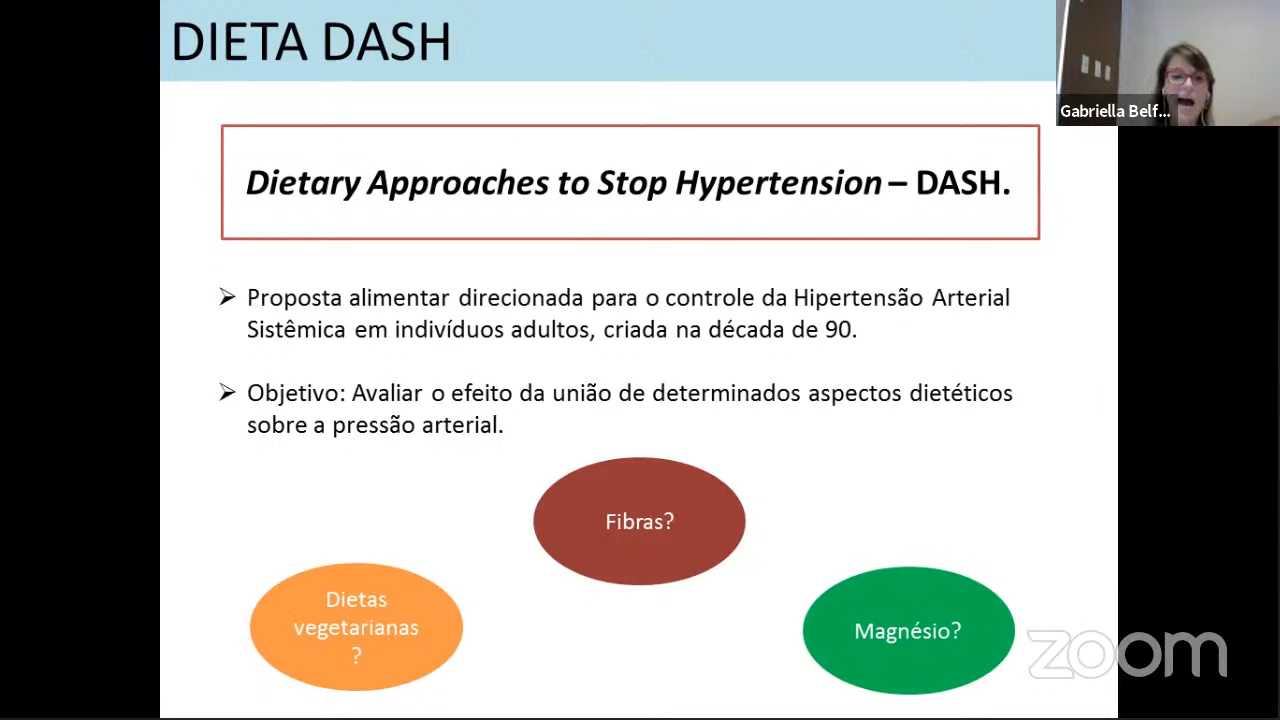 DIETA DASH
Gabriella Belf...
Dietary Approaches to Stop Hypertension – DASH.
Proposta alimentar direcionada para o controle da Hipertensão Arterial
Sistêmica em indivíduos adultos, criada na década de 90.
Objetivo: Avaliar o efeito da união de determinados aspectos dietéticos
sobre a pressão arterial.
Fibras?
Dietas
vegetarianas
?
Magnésio?
zoom